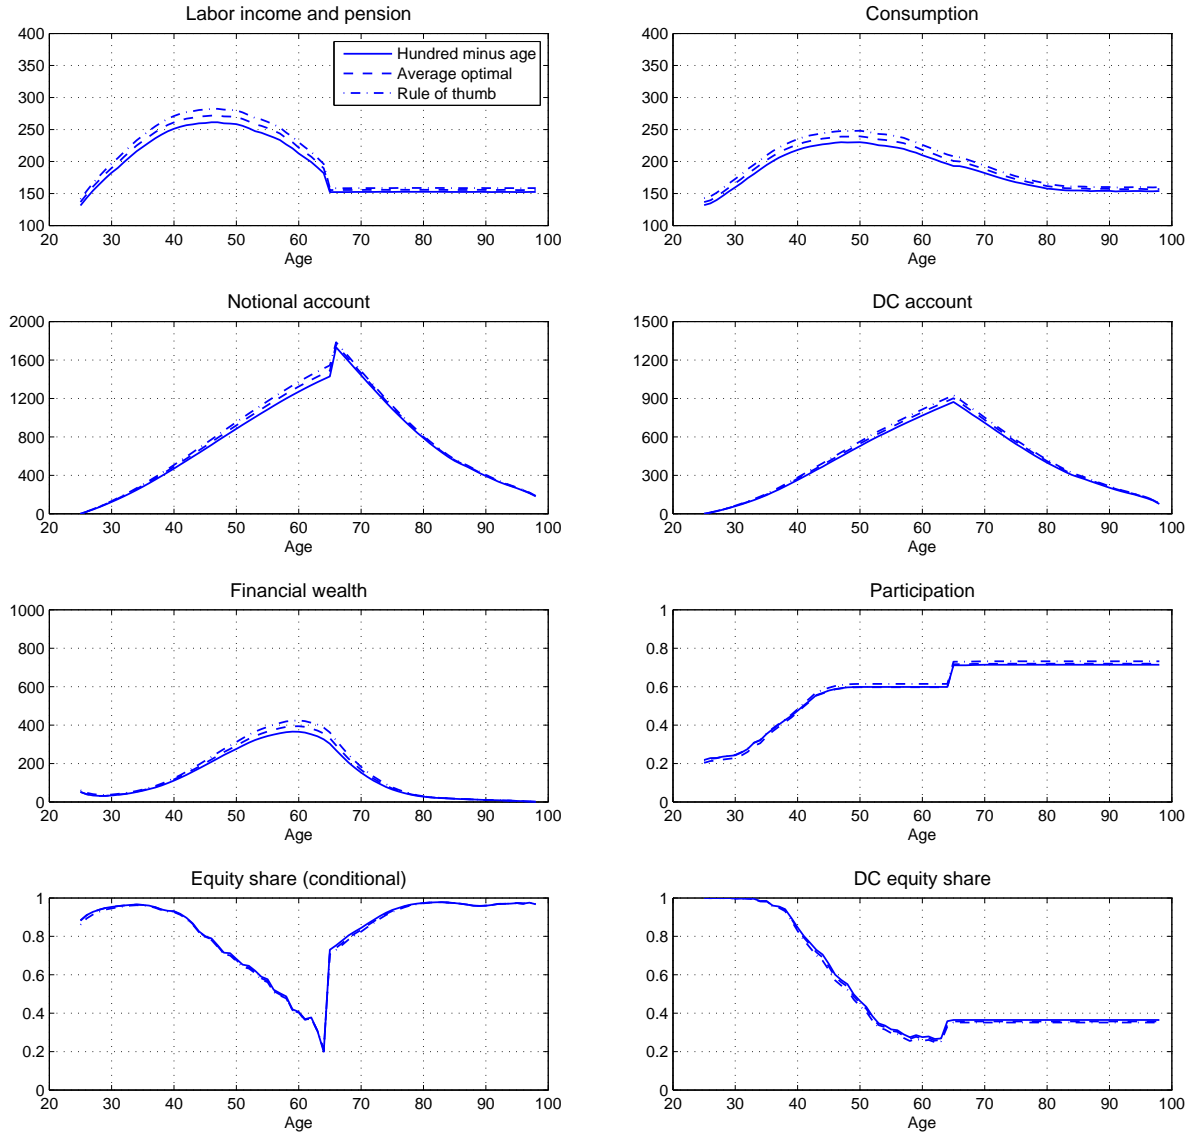 Labor income and pension
400
350
300
250
200
150
100
20 30 40 50 60 70 80 90 100
Age
Hundred minus age
Average optimal
Rule of thumb
Consumption
400
350
300
250
200
150
100
20 30 40 50 60 70 80 90 100
Age
Notional account
2000
1600
1200
800
400
0
20 30 40 50 60 70 80 90 100
Age
DC account
1500
1200
900
600
300
0
20 30 40 50 60 70 80 90 100
Age
Financial wealth
1000
800
600
400
200
0
20 30 40 50 60 70 80 90 100
Age
Participation
1
0.8
0.6
0.4
0.2
0
20 30 40 50 60 70 80 90 100
Age
Equity share (conditional)
1
0.8
0.6
0.4
0.2
0
20 30 40 50 60 70 80 90 100
Age
DC equity share
1
0.8
0.6
0.4
0.2
0
20 30 40 50 60 70 80 90 100
Age